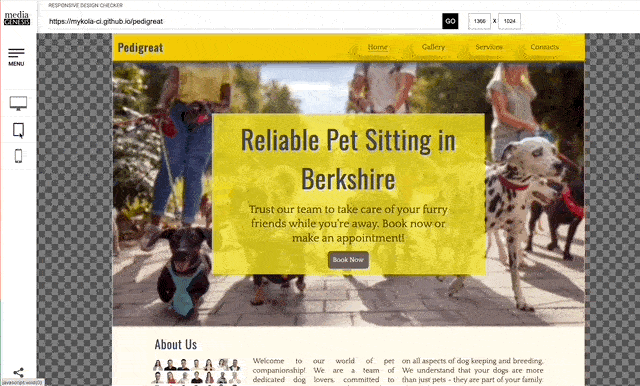 RESPONSIVE DESIGN CHECKER
media
GENESIS
https://mykola-ci.github.io/pedigreat
GO
1366 X 1024
MENU
Pedigreat
Home Gallery Services Contacts
Reliable Pet Sitting in
Berkshire
Trust our team to take care of your furry
friends while you're away. Book now or
make an appointment!
Book Now
About Us
Welcome to our world of pet
companionship! We are a team of
dedicated dog lovers, committed to
on all aspects of dog keeping and breeding.
We understand that your dogs are more
than just pets - they are part of your family.
javascript:void(0)